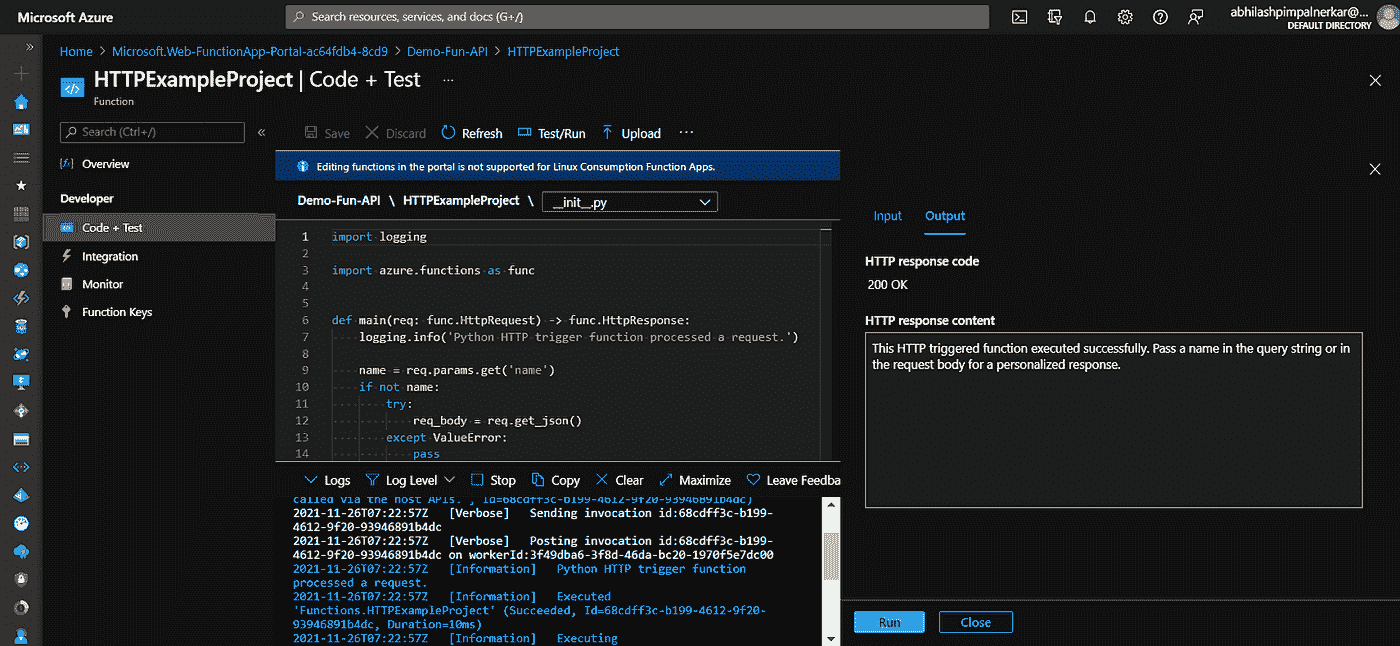 Microsoft Azure
Search resources, services, and docs (G+/)
abhilashpimpalnerkar@...
DEFAULT DIRECTORY
Home > Microsoft.Web-FunctionApp-Portal-ac64fdb4-8cd9 > Demo-Fun-API > HTTPExampleProject
HTTPExampleProject | Code + Test ...
Function
Search (Ctrl+/)
Overview
Developer
Code + Test
Integration
Monitor
Function Keys
Save Discard Refresh Test/Run Upload ...
Editing functions in the portal is not supported for Linux Consumption Function Apps.
Demo-Fun-API \ HTTPExampleProject \ __init__.py
1 import logging
2
3 import azure.functions as func
4
5
6 def main(req: func.HttpRequest) -> func.HttpResponse:
7 logging.info('Python HTTP trigger function processed a request.')
8
9 name = req.params.get('name')
10 if not name:
11 try:
12 req_body = req.get_json()
13 except ValueError:
14 pass
Logs Log Level Stop Copy Clear Maximize Leave Feedba
called via the host APIs.', Id=68cdff3c-b199-4612-9f20-93946891b4dc)
2021-11-26T07:22:57Z [Verbose] Sending invocation id:68cdff3c-b199-
4612-9f20-93946891b4dc
2021-11-26T07:22:57Z [Verbose] Posting invocation id:68cdff3c-b199-
4612-9f20-93946891b4dc on workerId:3f49dba6-3f8d-46da-bc20-1970f5e7dc00
2021-11-26T07:22:57Z [Information] Python HTTP trigger function
processed a request.
2021-11-26T07:22:57Z [Information] Executed
'Functions.HTTPExampleProject' (Succeeded, Id=68cdff3c-b199-4612-9f20-
93946891b4dc, Duration=10ms)
2021-11-26T07:22:57Z [Information] Executing
Input Output
HTTP response code
200 OK
HTTP response content
This HTTP triggered function executed successfully. Pass a name in the query string or in
the request body for a personalized response.
Run Close